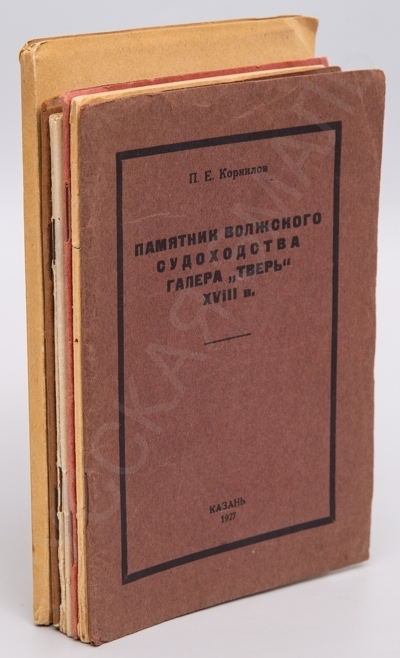 П. Е. Корнилов
ПАМЯТНИК ВОЛЖСКОГО
СУДОХОДСТВА
ГАЛЕРА „ТВЕРЬ“
XVIII в.
КАЗАНЬ
1927